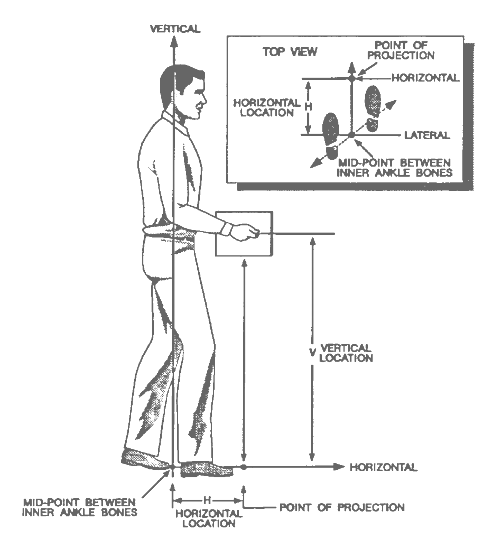 VERTICAL
TOP VIEW
POINT OF
PROJECTION
HORIZONTAL
HORIZONTAL
LOCATION
H
LATERAL
MID-POINT BETWEEN
INNER ANKLE BONES
V
VERTICAL
LOCATION
HORIZONTAL
MID-POINT BETWEEN
INNER ANKLE BONES
H
HORIZONTAL
LOCATION
POINT OF PROJECTION